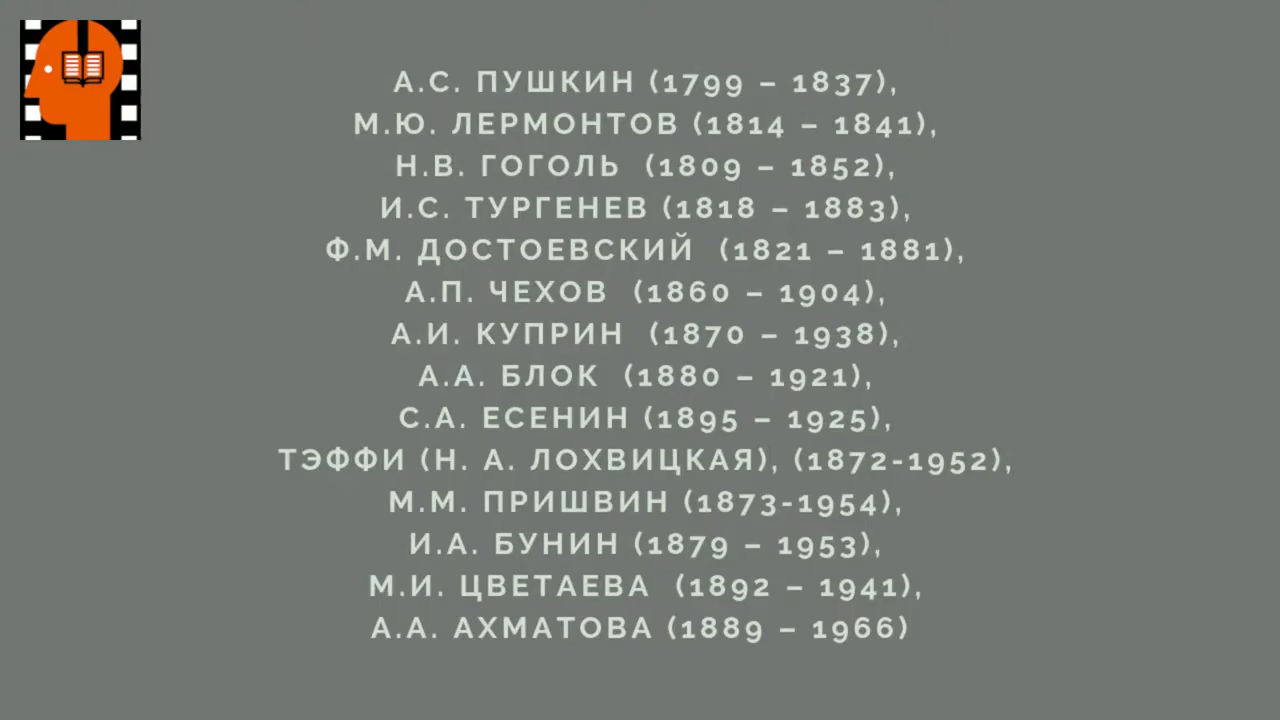 А.С. ПУШКИН (1799 – 1837),
М.Ю. ЛЕРМОНТОВ (1814 – 1841),
Н.В. ГОГОЛЬ (1809 – 1852),
И.С. ТУРГЕНЕВ (1818 – 1883),
Ф.М. ДОСТОЕВСКИЙ (1821 – 1881),
А.П. ЧЕХОВ (1860 – 1904),
А.И. КУПРИН (1870 – 1938),
А.А. БЛОК (1880 – 1921),
С.А. ЕСЕНИН (1895 – 1925),
ТЭФФИ (Н. А. ЛОХВИЦКАЯ), (1872-1952),
М.М. ПРИШВИН (1873-1954),
И.А. БУНИН (1879 – 1953),
М.И. ЦВЕТАЕВА (1892 – 1941),
А.А. АХМАТОВА (1889 – 1966)